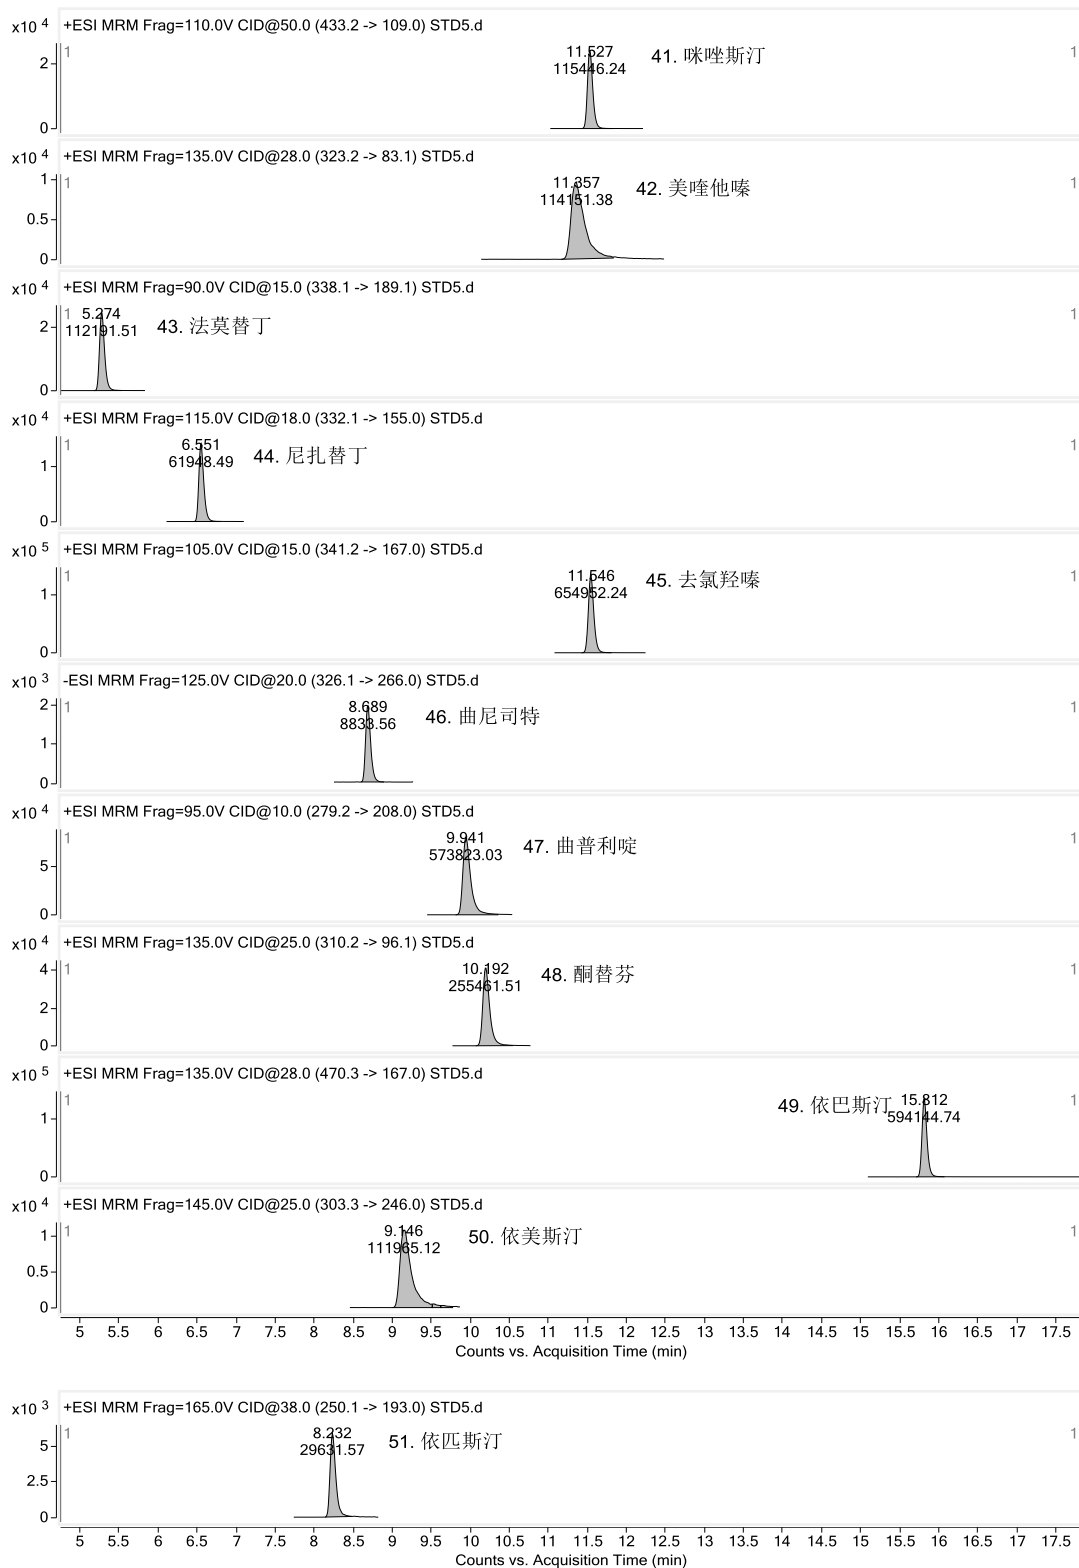 x10 4
+ESI MRM Frag=110.0V CID@50.0 (433.2 -> 109.0) STD5.d
1 1
11.527
115446.24
41. 咪唑斯汀
2
0
x10 4
+ESI MRM Frag=135.0V CID@28.0 (323.2 -> 83.1) STD5.d
1 1
11.357
114151.38
42. 美喹他嗪
1
0.5
0
x10 4
+ESI MRM Frag=90.0V CID@15.0 (338.1 -> 189.1) STD5.d
1 1
5.274
112191.51
43. 法莫替丁
2
0
x10 4
+ESI MRM Frag=115.0V CID@18.0 (332.1 -> 155.0) STD5.d
1 1
6.551
61948.49
44. 尼扎替丁
1
0
x10 5
+ESI MRM Frag=105.0V CID@15.0 (341.2 -> 167.0) STD5.d
1 1
11.546
654952.24
45. 去氯羟嗪
1
0
x10 3
-ESI MRM Frag=125.0V CID@20.0 (326.1 -> 266.0) STD5.d
1 1
8.689
8833.56
46. 曲尼司特
2
1
0
x10 4
+ESI MRM Frag=95.0V CID@10.0 (279.2 -> 208.0) STD5.d
1 1
9.941
573823.03
47. 曲普利啶
5
0
x10 4
+ESI MRM Frag=135.0V CID@25.0 (310.2 -> 96.1) STD5.d
1 1
10.192
255461.51
48. 酮替芬
4
2
0
x10 5
+ESI MRM Frag=135.0V CID@28.0 (470.3 -> 167.0) STD5.d
1 1
49. 依巴斯汀
15.812
594144.74
1
0
x10 4
+ESI MRM Frag=145.0V CID@25.0 (303.3 -> 246.0) STD5.d
1 1
9.146
111965.12
50. 依美斯汀
1
0.5
0
5 5.5 6 6.5 7 7.5 8 8.5 9 9.5 10 10.5 11 11.5 12 12.5 13 13.5 14 14.5 15 15.5 16 16.5 17 17.5
Counts vs. Acquisition Time (min)
x10 3
+ESI MRM Frag=165.0V CID@38.0 (250.1 -> 193.0) STD5.d
1 1
8.232
29631.57
51. 依匹斯汀
5
2.5
0
5 5.5 6 6.5 7 7.5 8 8.5 9 9.5 10 10.5 11 11.5 12 12.5 13 13.5 14 14.5 15 15.5 16 16.5 17 17.5
Counts vs. Acquisition Time (min)